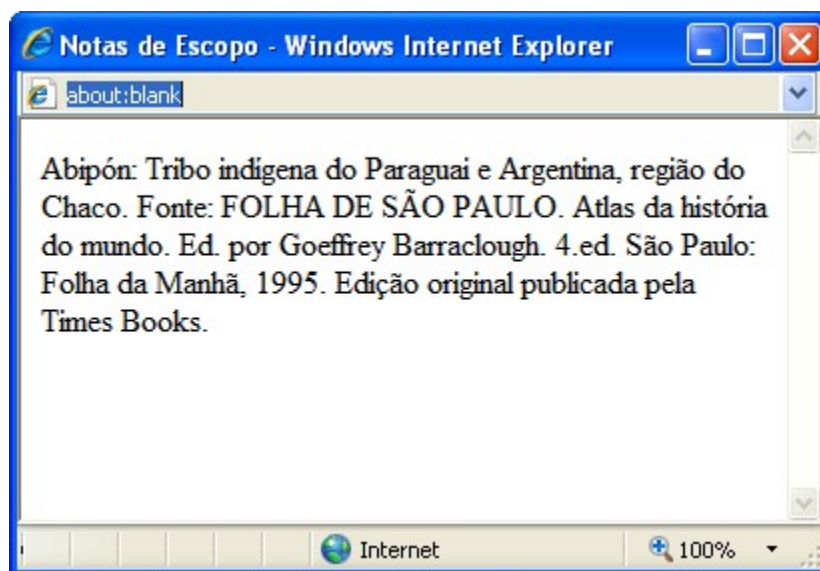 Notas de Escopo - Windows Internet Explorer
about:blank
Abipón: Tribo indígena do Paraguai e Argentina, região do
Chaco. Fonte: FOLHA DE SÃO PAULO. Atlas da história
do mundo. Ed. por Goeffrey Barraclough. 4.ed. São Paulo:
Folha da Manhã, 1995. Edição original publicada pela
Times Books.
Internet
100%